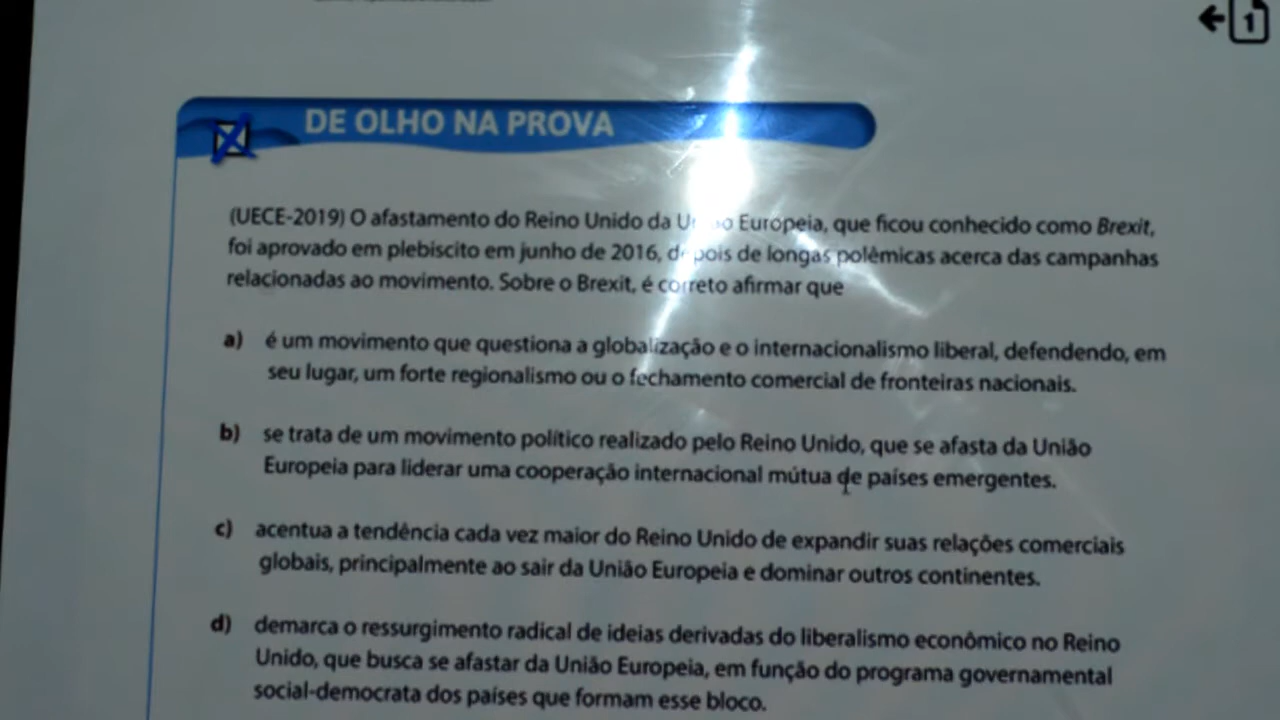 1
DE OLHO NA PROVA
(UECE-2019) O afastamento do Reino Unido da Europeia, que ficou conhecido como Brexit,
foi aprovado em plebiscito em junho de 2016, depois de longas polêmicas acerca das campanhas
relacionadas ao movimento. Sobre o Brexit, é correto afirmar que
a) é um movimento que questiona a globalização e o internacionalismo liberal, defendendo, em
seu lugar, um forte regionalismo ou o fechamento comercial de fronteiras nacionais.
b) se trata de um movimento político realizado pelo Reino Unido, que se afasta da União
Europeia para liderar uma cooperação internacional mútua de países emergentes.
c) acentua a tendência cada vez maior do Reino Unido de expandir suas relações comerciais
globais, principalmente ao sair da União Europeia e dominar outros continentes.
d) demarca o ressurgimento radical de ideias derivadas do liberalismo econômico no Reino
Unido, que busca se afastar da União Europeia, em função do programa governamental
social-democrata dos países que formam esse bloco.